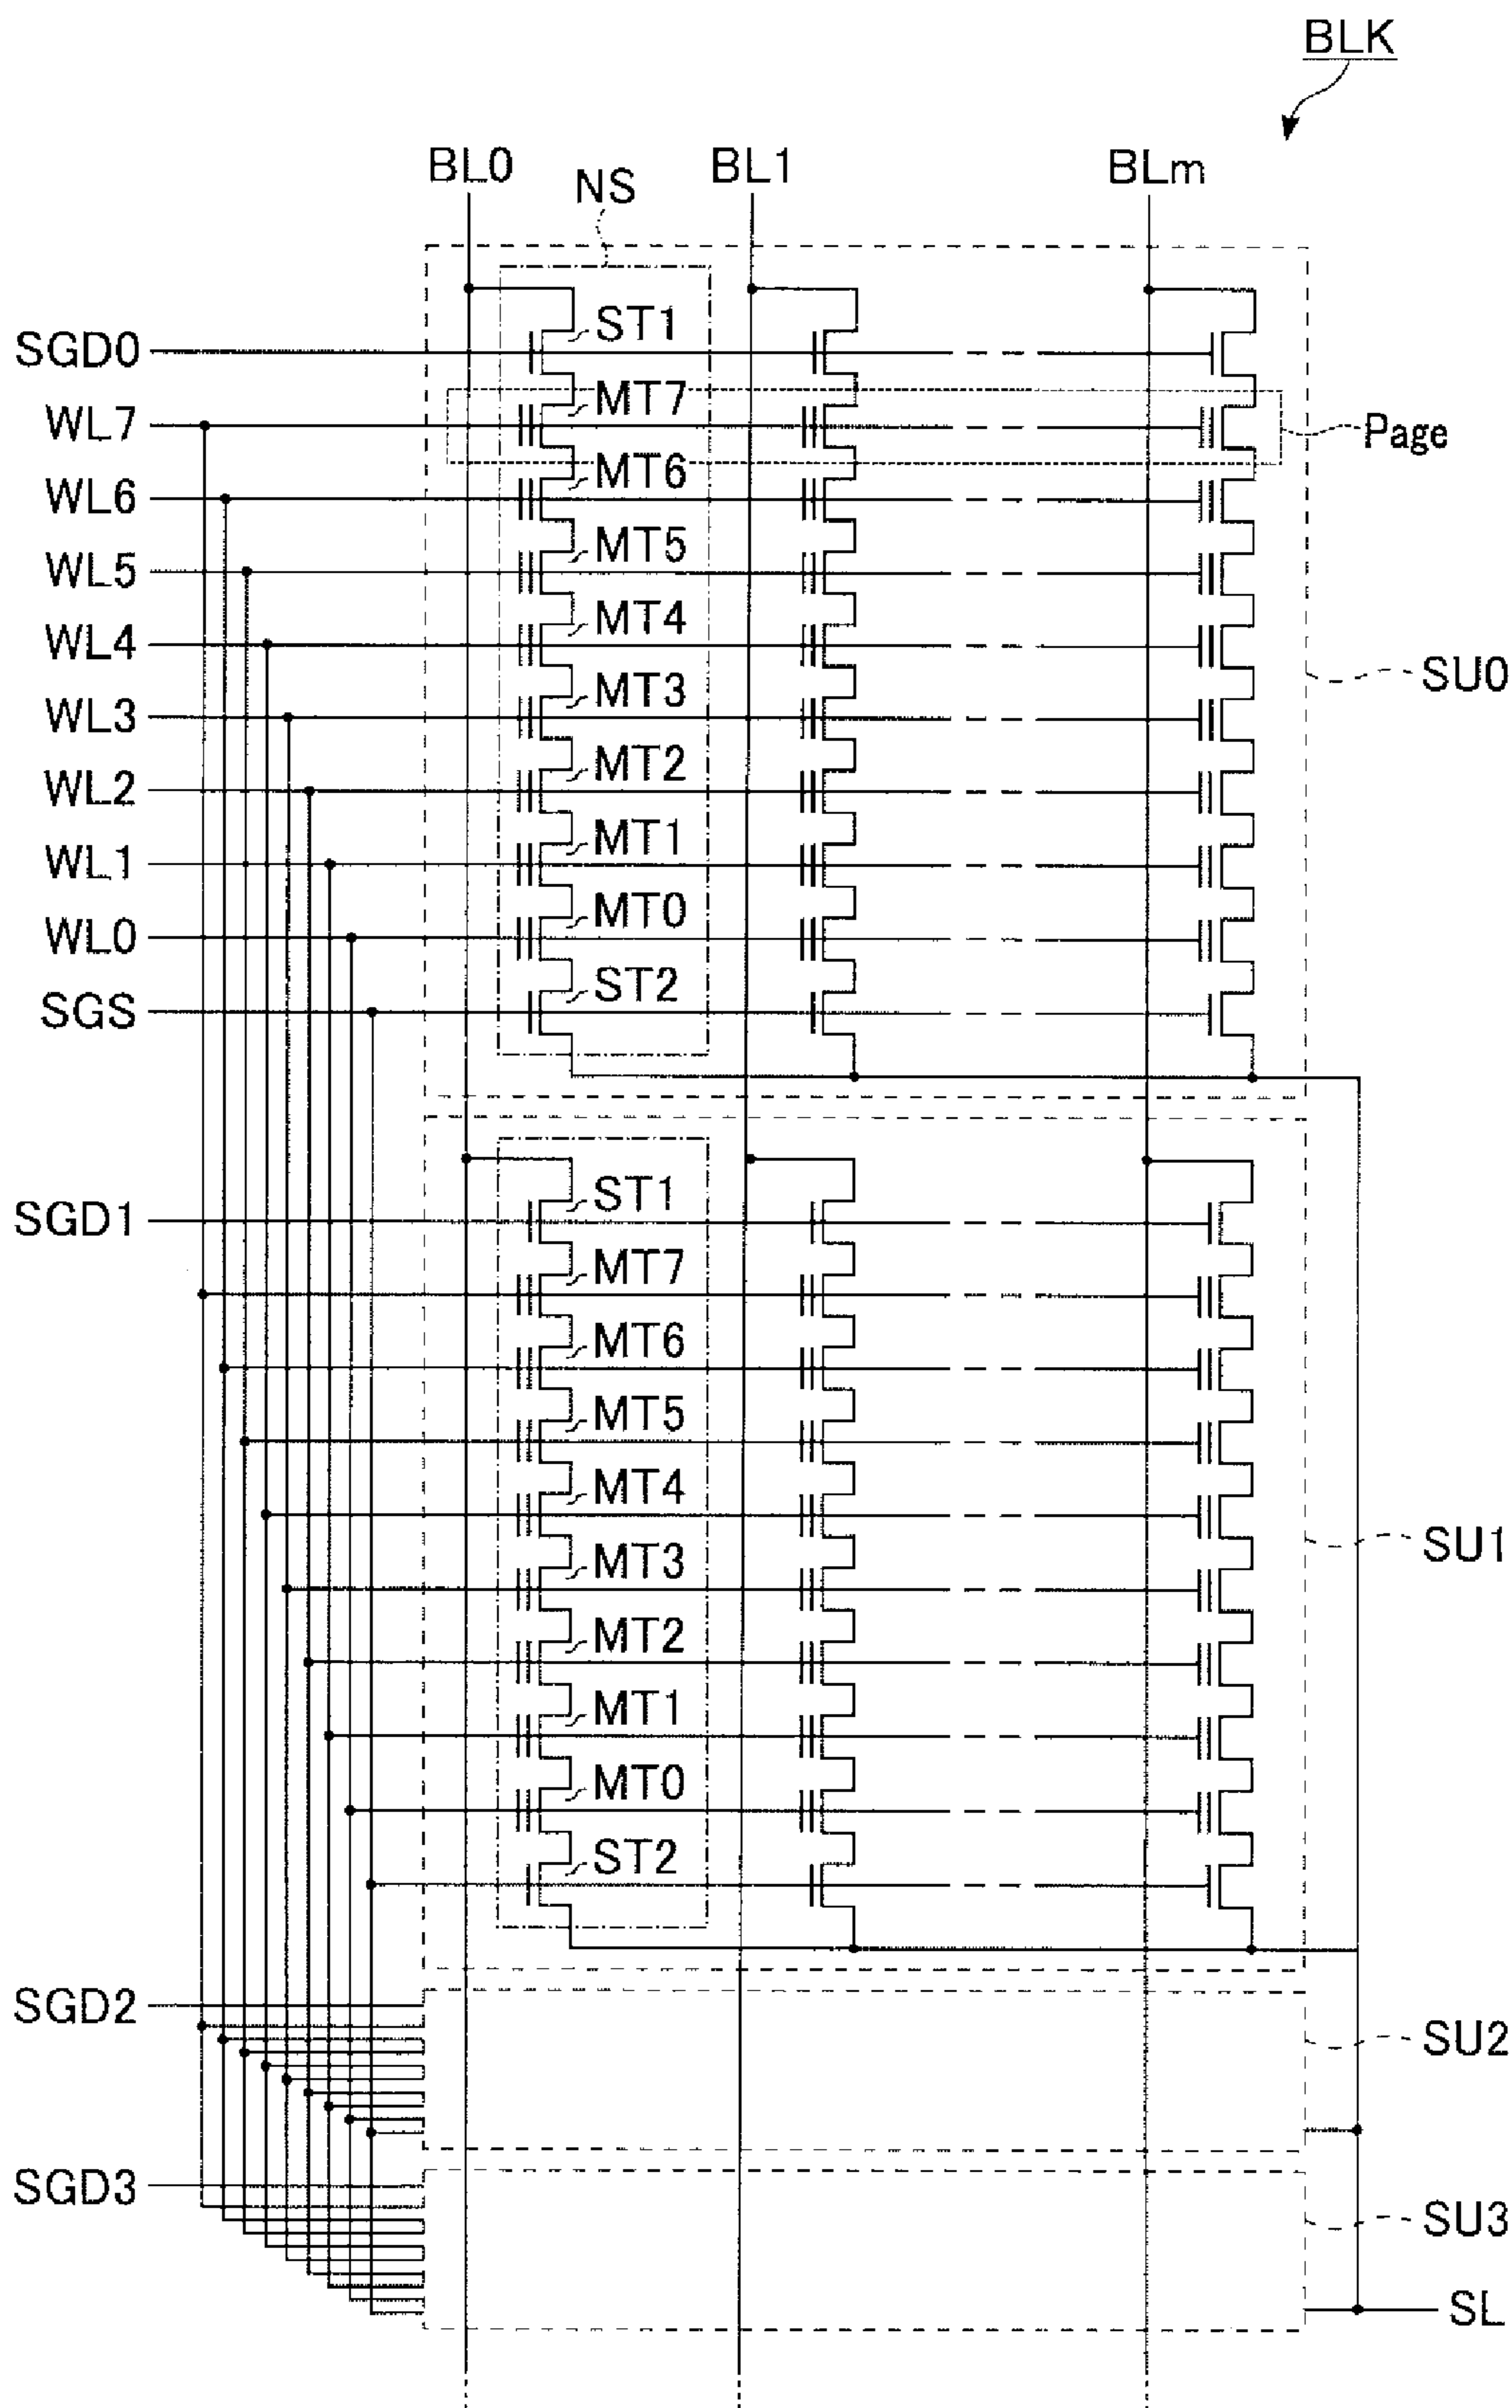 BLK
BL0 NS BL1 BLm
ST1
SGD0
MT7
WL7 Page
MT6
WL6
MT5
WL5
MT4
WL4
SU0
MT3
WL3
MT2
WL2
MT1
WL1
MT0
WL0
ST2
SGS
ST1
SGD1
MT7
MT6
MT5
MT4
SU1
MT3
MT2
MT1
MT0
ST2
SGD2
SU2
SGD3
SU3
SL